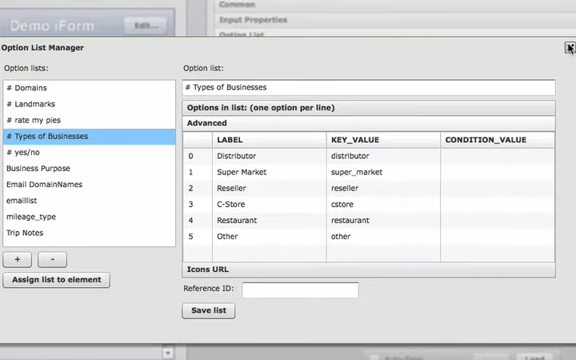 Common
Demo iForm
Edit...
Input Properties
Option List
Option List Manager
Option lists:
Option list:
# Domains
# Landmarks
# rate my pies
# Types of Businesses
# yes/no
Business Purpose
Email DomainNames
emaillist
mileage_type
Trip Notes
+
-
Assign list to element
# Types of Businesses
Options in list: (one option per line)
Advanced
LABEL KEY_VALUE CONDITION_VALUE
0 Distributor distributor
1 Super Market super_market
2 Reseller reseller
3 C-Store cstore
4 Restaurant restaurant
5 Other other
Icons URL
Reference ID:
Save list
Load